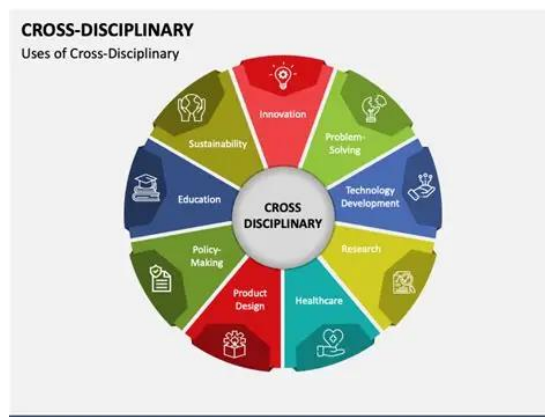 CROSS-DISCIPLINARY
Uses of Cross-Disciplinary
Innovation
Problem-
Solving
Technology
Development
Research
Healthcare
Product
Design
Policy-
Making
Education
Sustainability
CROSS
DISCIPLINARY